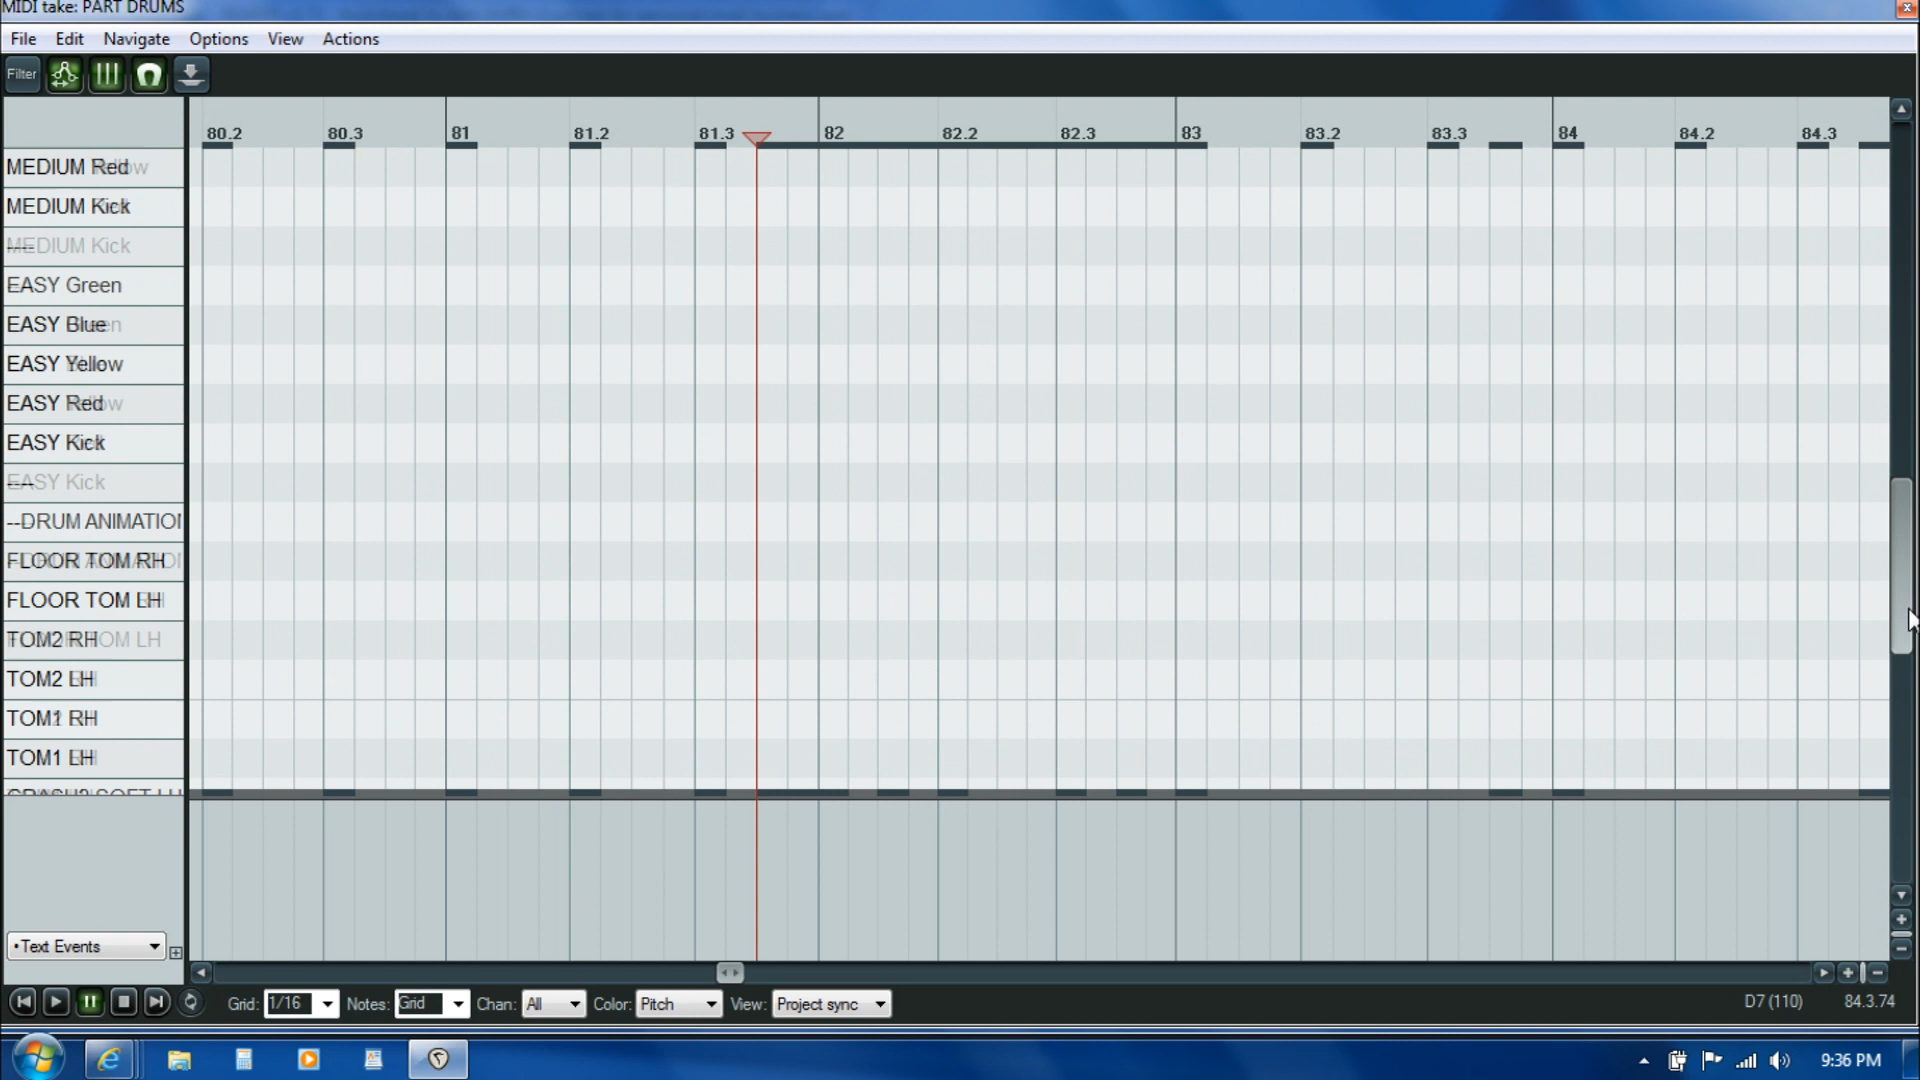 MIDI take: PART DRUMS
File Edit Navigate Options View Actions
Filter
80.2 80.3 81 81.2 81.3 82 82.2 82.3 83 83.2 83.3 84 84.2 84.3
MEDIUM Red
MEDIUM Kick
MEDIUM Kick
EASY Green
EASY Blue
EASY Yellow
EASY Red
EASY Kick
EASY Kick
--DRUM ANIMATION
FLOOR TOM RH
FLOOR TOM LH
TOM2 RH
TOM2 LH
TOM1 RH
TOM1 LH
CRASH2 SOFT LH
•Text Events
Grid: 1/16 Notes: Grid Chan: All Color: Pitch View: Project sync D7 (110) 84.3.74
9:36 PM